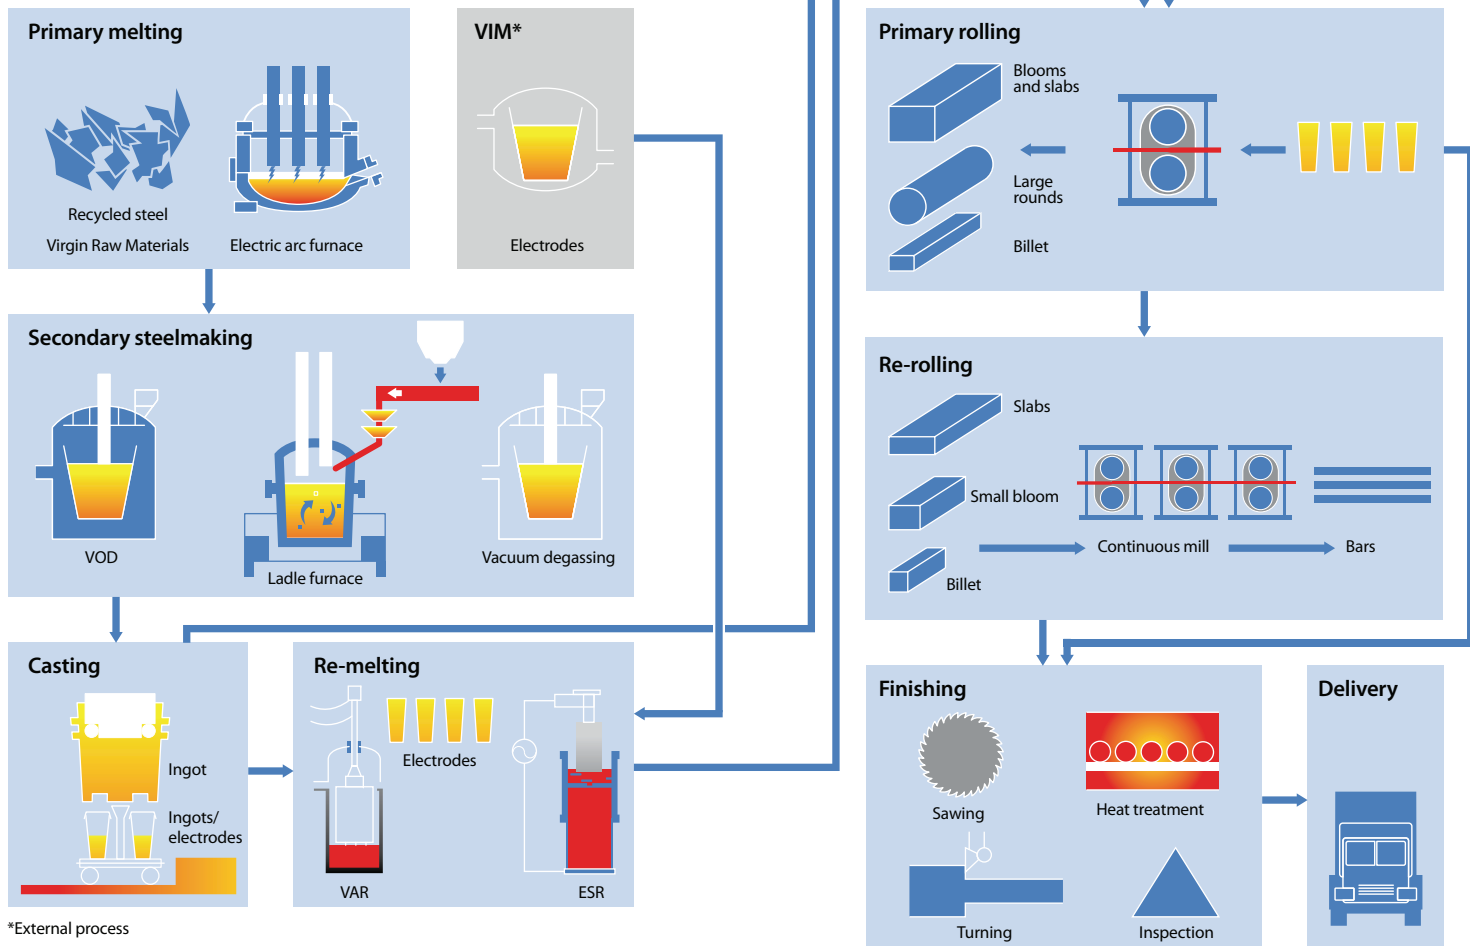 Primary melting
Recycled steel
Virgin Raw Materials
Electric arc furnace
VIM*
Electrodes
Secondary steelmaking
VOD
Ladle furnace
Vacuum degassing
Casting
Ingot
Ingots/
electrodes
Re-melting
Electrodes
VAR
ESR
*External process
Primary rolling
Blooms
and slabs
Large
rounds
Billet
Re-rolling
Slabs
Small bloom
Billet
Continuous mill
Bars
Finishing
Sawing
Heat treatment
Turning
Inspection
Delivery